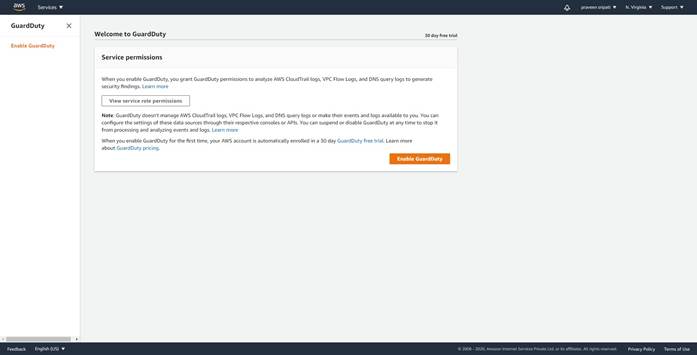 aws Services praveen sripati N. Virginia Support
GuardDuty
Enable GuardDuty
Welcome to GuardDuty
30 day free trial
Service permissions
When you enable GuardDuty, you grant GuardDuty permissions to analyze AWS CloudTrail logs, VPC Flow Logs, and DNS query logs to generate
security findings. Learn more
View service role permissions
Note: GuardDuty doesn't manage AWS CloudTrail logs, VPC Flow Logs, and DNS query logs or make their events and logs available to you. You can
configure the settings of these data sources through their respective consoles or APIs. You can suspend or disable GuardDuty at any time to stop it
from processing and analyzing events and logs. Learn more
When you enable GuardDuty for the first time, your AWS account is automatically enrolled in a 30 day GuardDuty free trial. Learn more
about GuardDuty pricing.
Enable GuardDuty
Feedback English (US) © 2008 - 2020, Amazon Internet Services Private Ltd. or its affiliates. All rights reserved. Privacy Policy Terms of Use